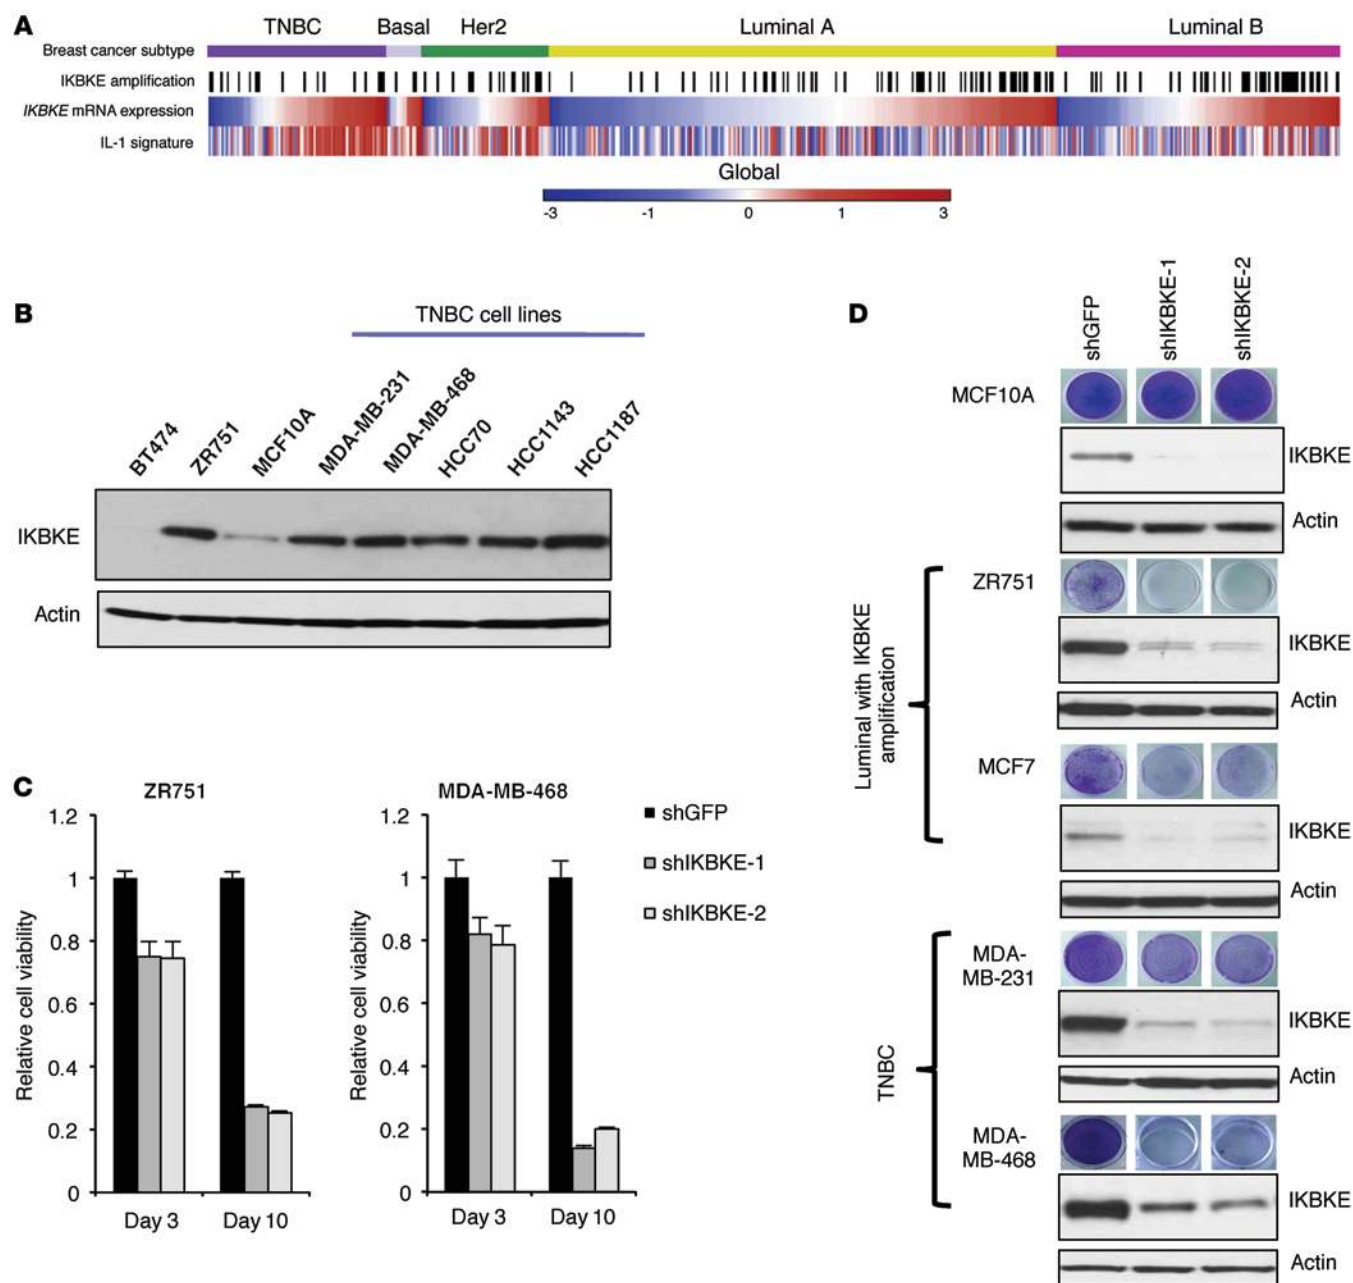 A
TNBC Basal Her2 Luminal A Luminal B
Breast cancer subtype
IKBKE amplification
IKBKE mRNA expression
IL-1 signature
Global
-3 -1 0 1 3
B
TNBC cell lines
BT474 ZR751 MCF10A MDA-MB-231 MDA-MB-468 HCC70 HCC1143 HCC1187
IKBKE
Actin
C
ZR751 MDA-MB-468
Relative cell viability
1.2
1
0.8
0.6
0.4
0.2
0
Day 3 Day 10
Relative cell viability
1.2
1
0.8
0.6
0.4
0.2
0
Day 3 Day 10
shGFP
shIKBKE-1
shIKBKE-2
D
shGFP shIKBKE-1 shIKBKE-2
MCF10A
IKBKE
Actin
Luminal with IKBKE
amplification
ZR751
IKBKE
Actin
MCF7
IKBKE
Actin
TNBC
MDA-
MB-231
IKBKE
Actin
MDA-
MB-468
IKBKE
Actin